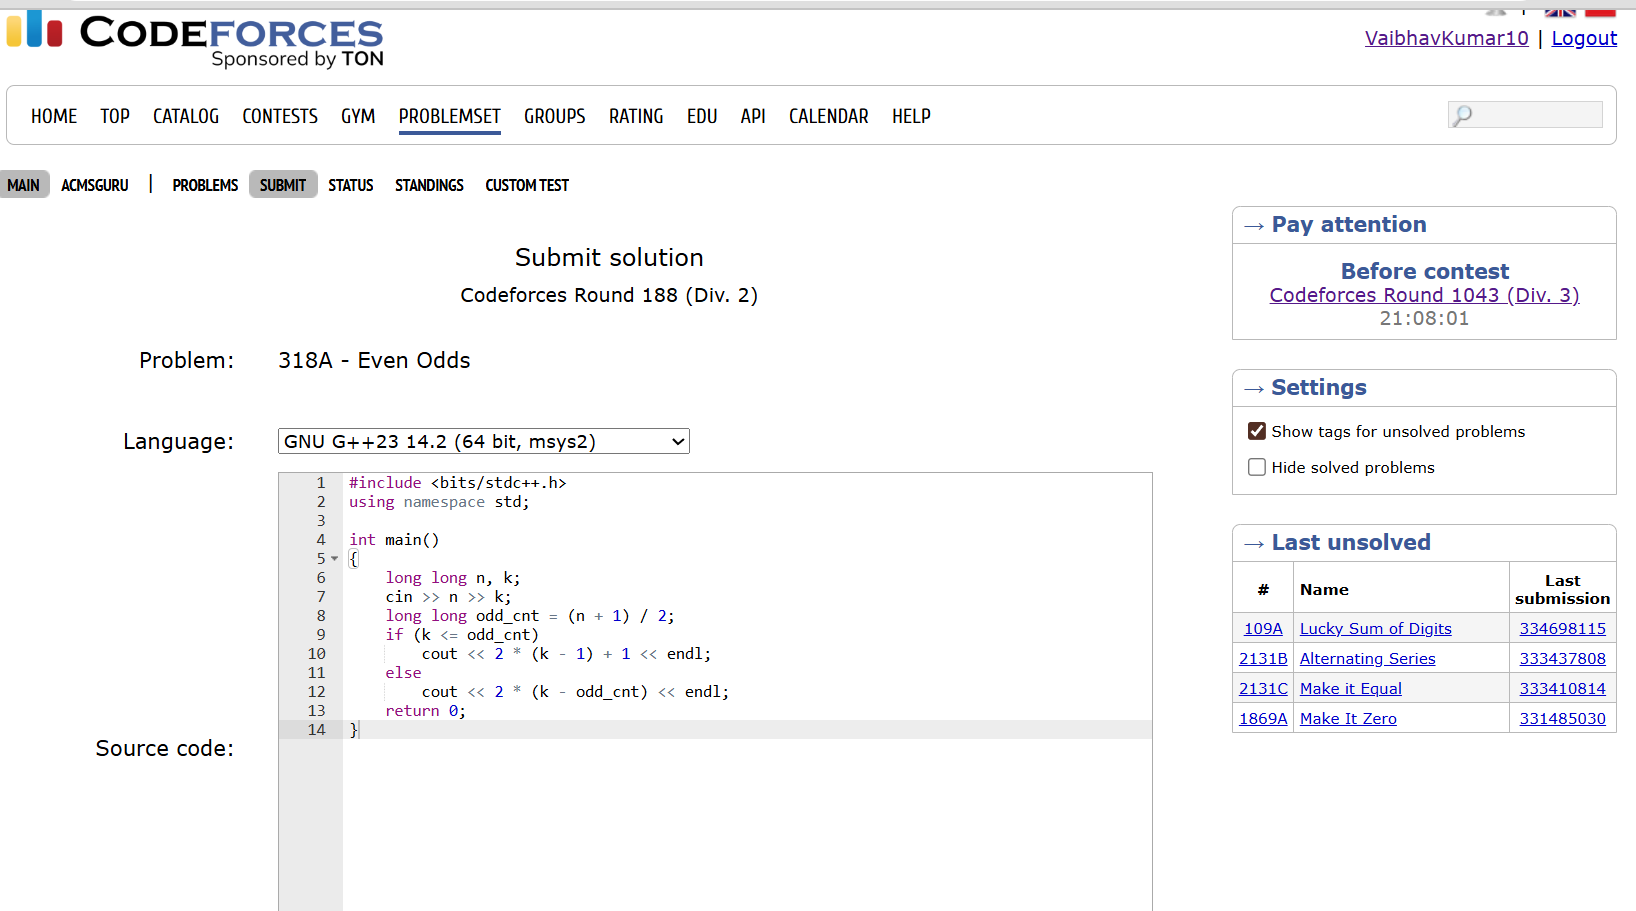 CODEFORCES
Sponsored by TON
VaibhavKumar10 | Logout
HOME TOP CATALOG CONTESTS GYM PROBLEMSET GROUPS RATING EDU API CALENDAR HELP
MAIN ACMSGURU | PROBLEMS SUBMIT STATUS STANDINGS CUSTOM TEST
Submit solution
Codeforces Round 188 (Div. 2)
Problem: 318A - Even Odds
Language: GNU G++23 14.2 (64 bit, msys2)
Source code:
1 #include <bits/stdc++.h>
2 using namespace std;
3
4 int main()
5 {
6     long long n, k;
7     cin >> n >> k;
8     long long odd_cnt = (n + 1) / 2;
9     if (k <= odd_cnt)
10         cout << 2 * (k - 1) + 1 << endl;
11     else
12         cout << 2 * (k - odd_cnt) << endl;
13     return 0;
14 }
→ Pay attention
Before contest
Codeforces Round 1043 (Div. 3)
21:08:01
→ Settings
Show tags for unsolved problems
Hide solved problems
→ Last unsolved
# Name Last submission
109A Lucky Sum of Digits 334698115
2131B Alternating Series 333437808
2131C Make it Equal 333410814
1869A Make It Zero 331485030